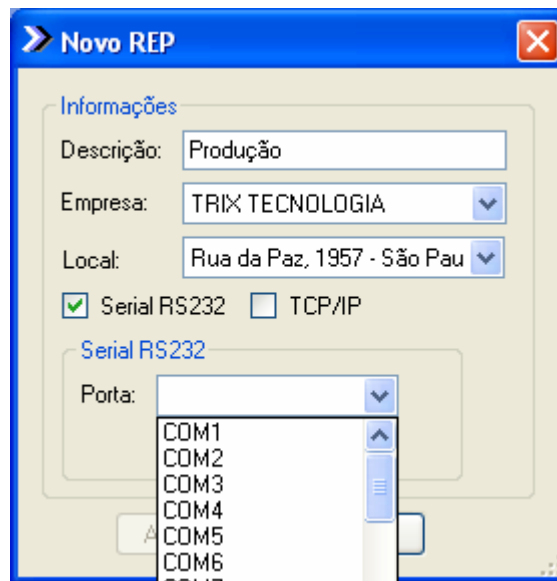 Novo REP
Informações
Descrição: Produção
Empresa: TRIX TECNOLOGIA
Local: Rua da Paz, 1957 - São Pau
Serial RS232 TCP/IP
Serial RS232
Porta:
COM1
COM2
COM3
COM4
COM5
COM6